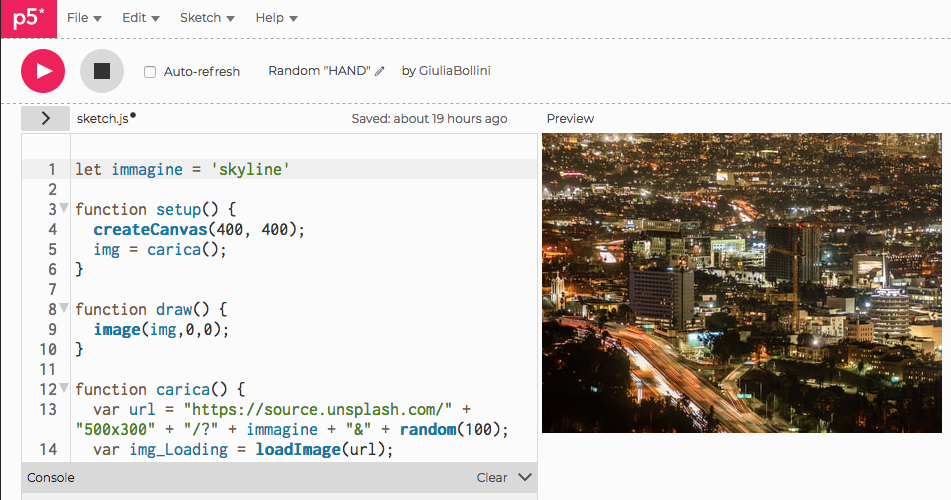 p5* File Edit Sketch Help
Auto-refresh Random "HAND" by GiuliaBollini
sketch.js Saved: about 19 hours ago Preview
1 let immagine = 'skyline'
2
3 function setup() {
4 createCanvas(400, 400);
5 img = carica();
6 }
7
8 function draw() {
9 image(img,0,0);
10 }
11
12 function carica() {
13 var url = "https://source.unsplash.com/" +
"500x300" + "/?" + immagine + "&" + random(100);
14 var img_Loading = loadImage(url);
Console Clear